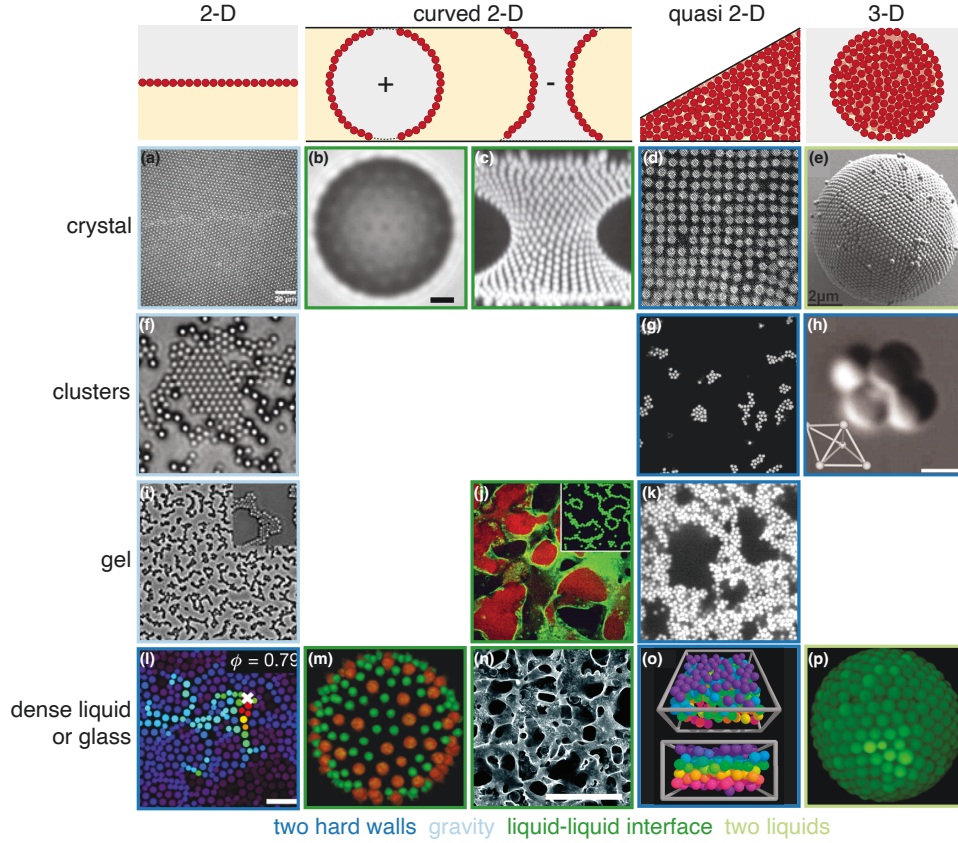 2-D curved 2-D quasi 2-D 3-D
+ -
crystal
(a) (b) (c) (d) (e)
20 μm 2μm
clusters
(f) (g) (h)
gel
(i) (j) (k)
dense liquid
or glass
(l) ϕ = 0.79 (m) (n) (o) (p)
two hard walls gravity liquid-liquid interface two liquids